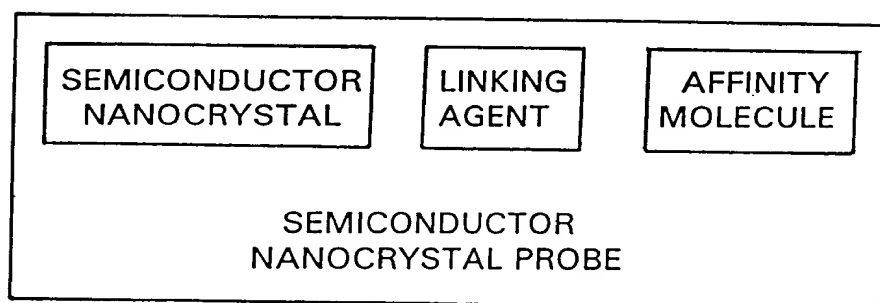 SEMICONDUCTOR
NANOCRYSTAL
LINKING
AGENT
AFFINITY
MOLECULE
SEMICONDUCTOR
NANOCRYSTAL PROBE